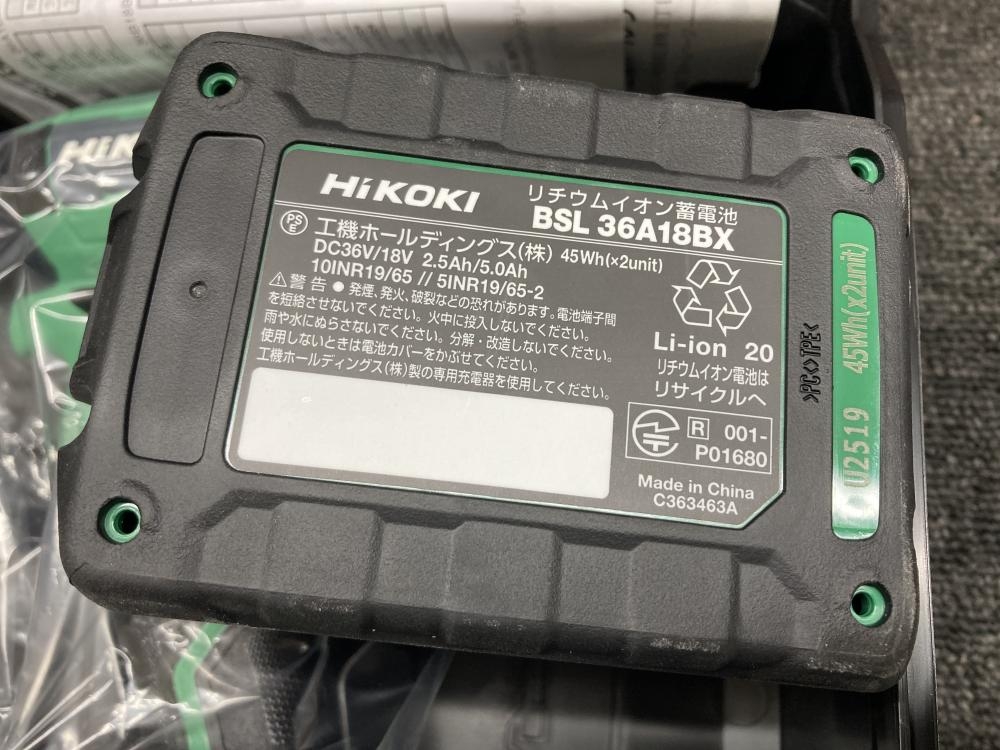 HiKOKI
リチウムイオン蓄電池
BSL 36A18BX
PS
E
工機ホールディングス(株) 45Wh(×2unit)
DC36V/18V 2.5Ah/5.0Ah
10INR19/65 // 5INR19/65-2
⚠警告 ●発煙、発火、破裂などの恐れがあります。電池端子間
を短絡させないでください。火中に投入しないでください。
雨や水にぬらさないでください。分解・改造しないでください。
使用しないときは電池カバーをかぶせてください。
工機ホールディングス(株)製の専用充電器を使用してください。
Li-ion 20
リチウムイオン電池は
リサイクルへ
R 001-
P01680
Made in China
C363463A
>PC<>TPE<
U2519 45Wh(x2unit)
HiK